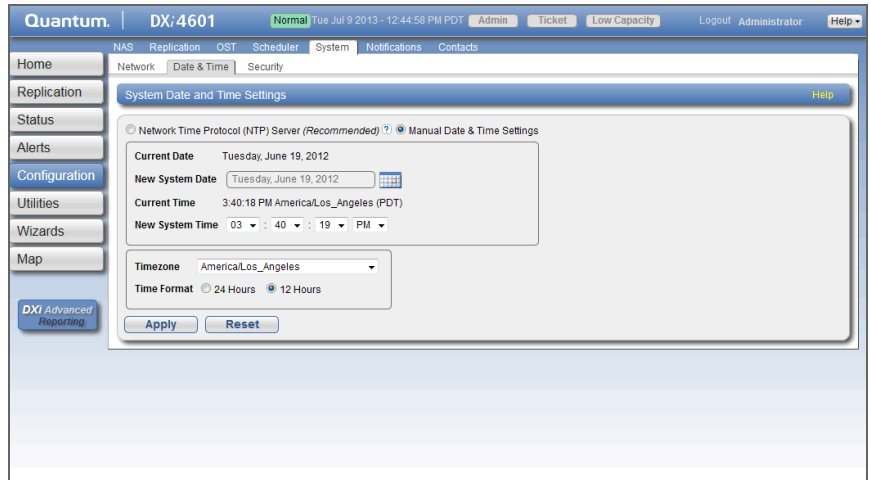 Quantum. DXi4601 Normal Tue Jul 9 2013 - 12:44:58 PM PDT Admin Ticket Low Capacity Logout Administrator Help
NAS Replication OST Scheduler System Notifications Contacts
Network Date & Time Security
Home
Replication
Status
Alerts
Configuration
Utilities
Wizards
Map
DXi Advanced
Reporting
System Date and Time Settings Help
Network Time Protocol (NTP) Server (Recommended) ? Manual Date & Time Settings
Current Date Tuesday, June 19, 2012
New System Date Tuesday, June 19, 2012
Current Time 3:40:18 PM America/Los_Angeles (PDT)
New System Time 03 : 40 : 19 PM
Timezone America/Los_Angeles
Time Format 24 Hours 12 Hours
Apply Reset